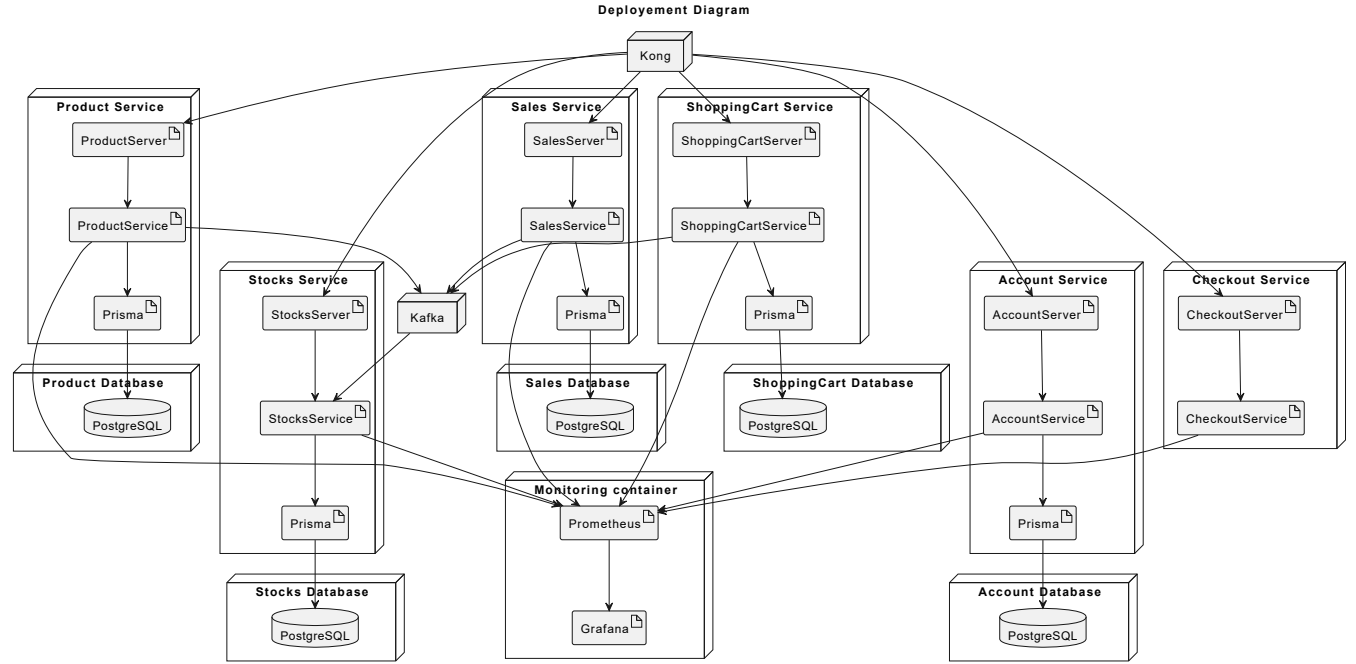 Deployement Diagram
Kong
Product Service
Sales Service
ShoppingCart Service
ProductServer
SalesServer
ShoppingCartServer
ProductService
SalesService
ShoppingCartService
Stocks Service
Account Service
Checkout Service
Prisma
StocksServer
Kafka
Prisma
Prisma
AccountServer
CheckoutServer
Product Database
Sales Database
ShoppingCart Database
PostgreSQL
StocksService
PostgreSQL
PostgreSQL
AccountService
CheckoutService
Monitoring container
Prisma
Prometheus
Prisma
Stocks Database
Account Database
PostgreSQL
Grafana
PostgreSQL